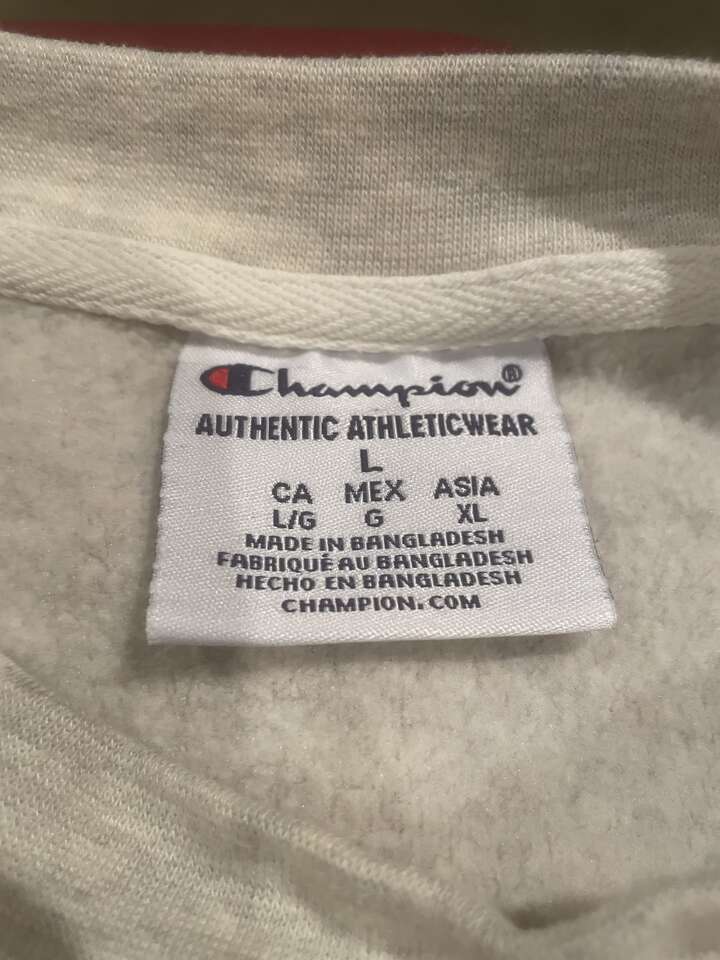 Champion®
AUTHENTIC ATHLETICWEAR
L
CA MEX ASIA
L/G G XL
MADE IN BANGLADESH
FABRIQUÉ AU BANGLADESH
HECHO EN BANGLADESH
CHAMPION.COM